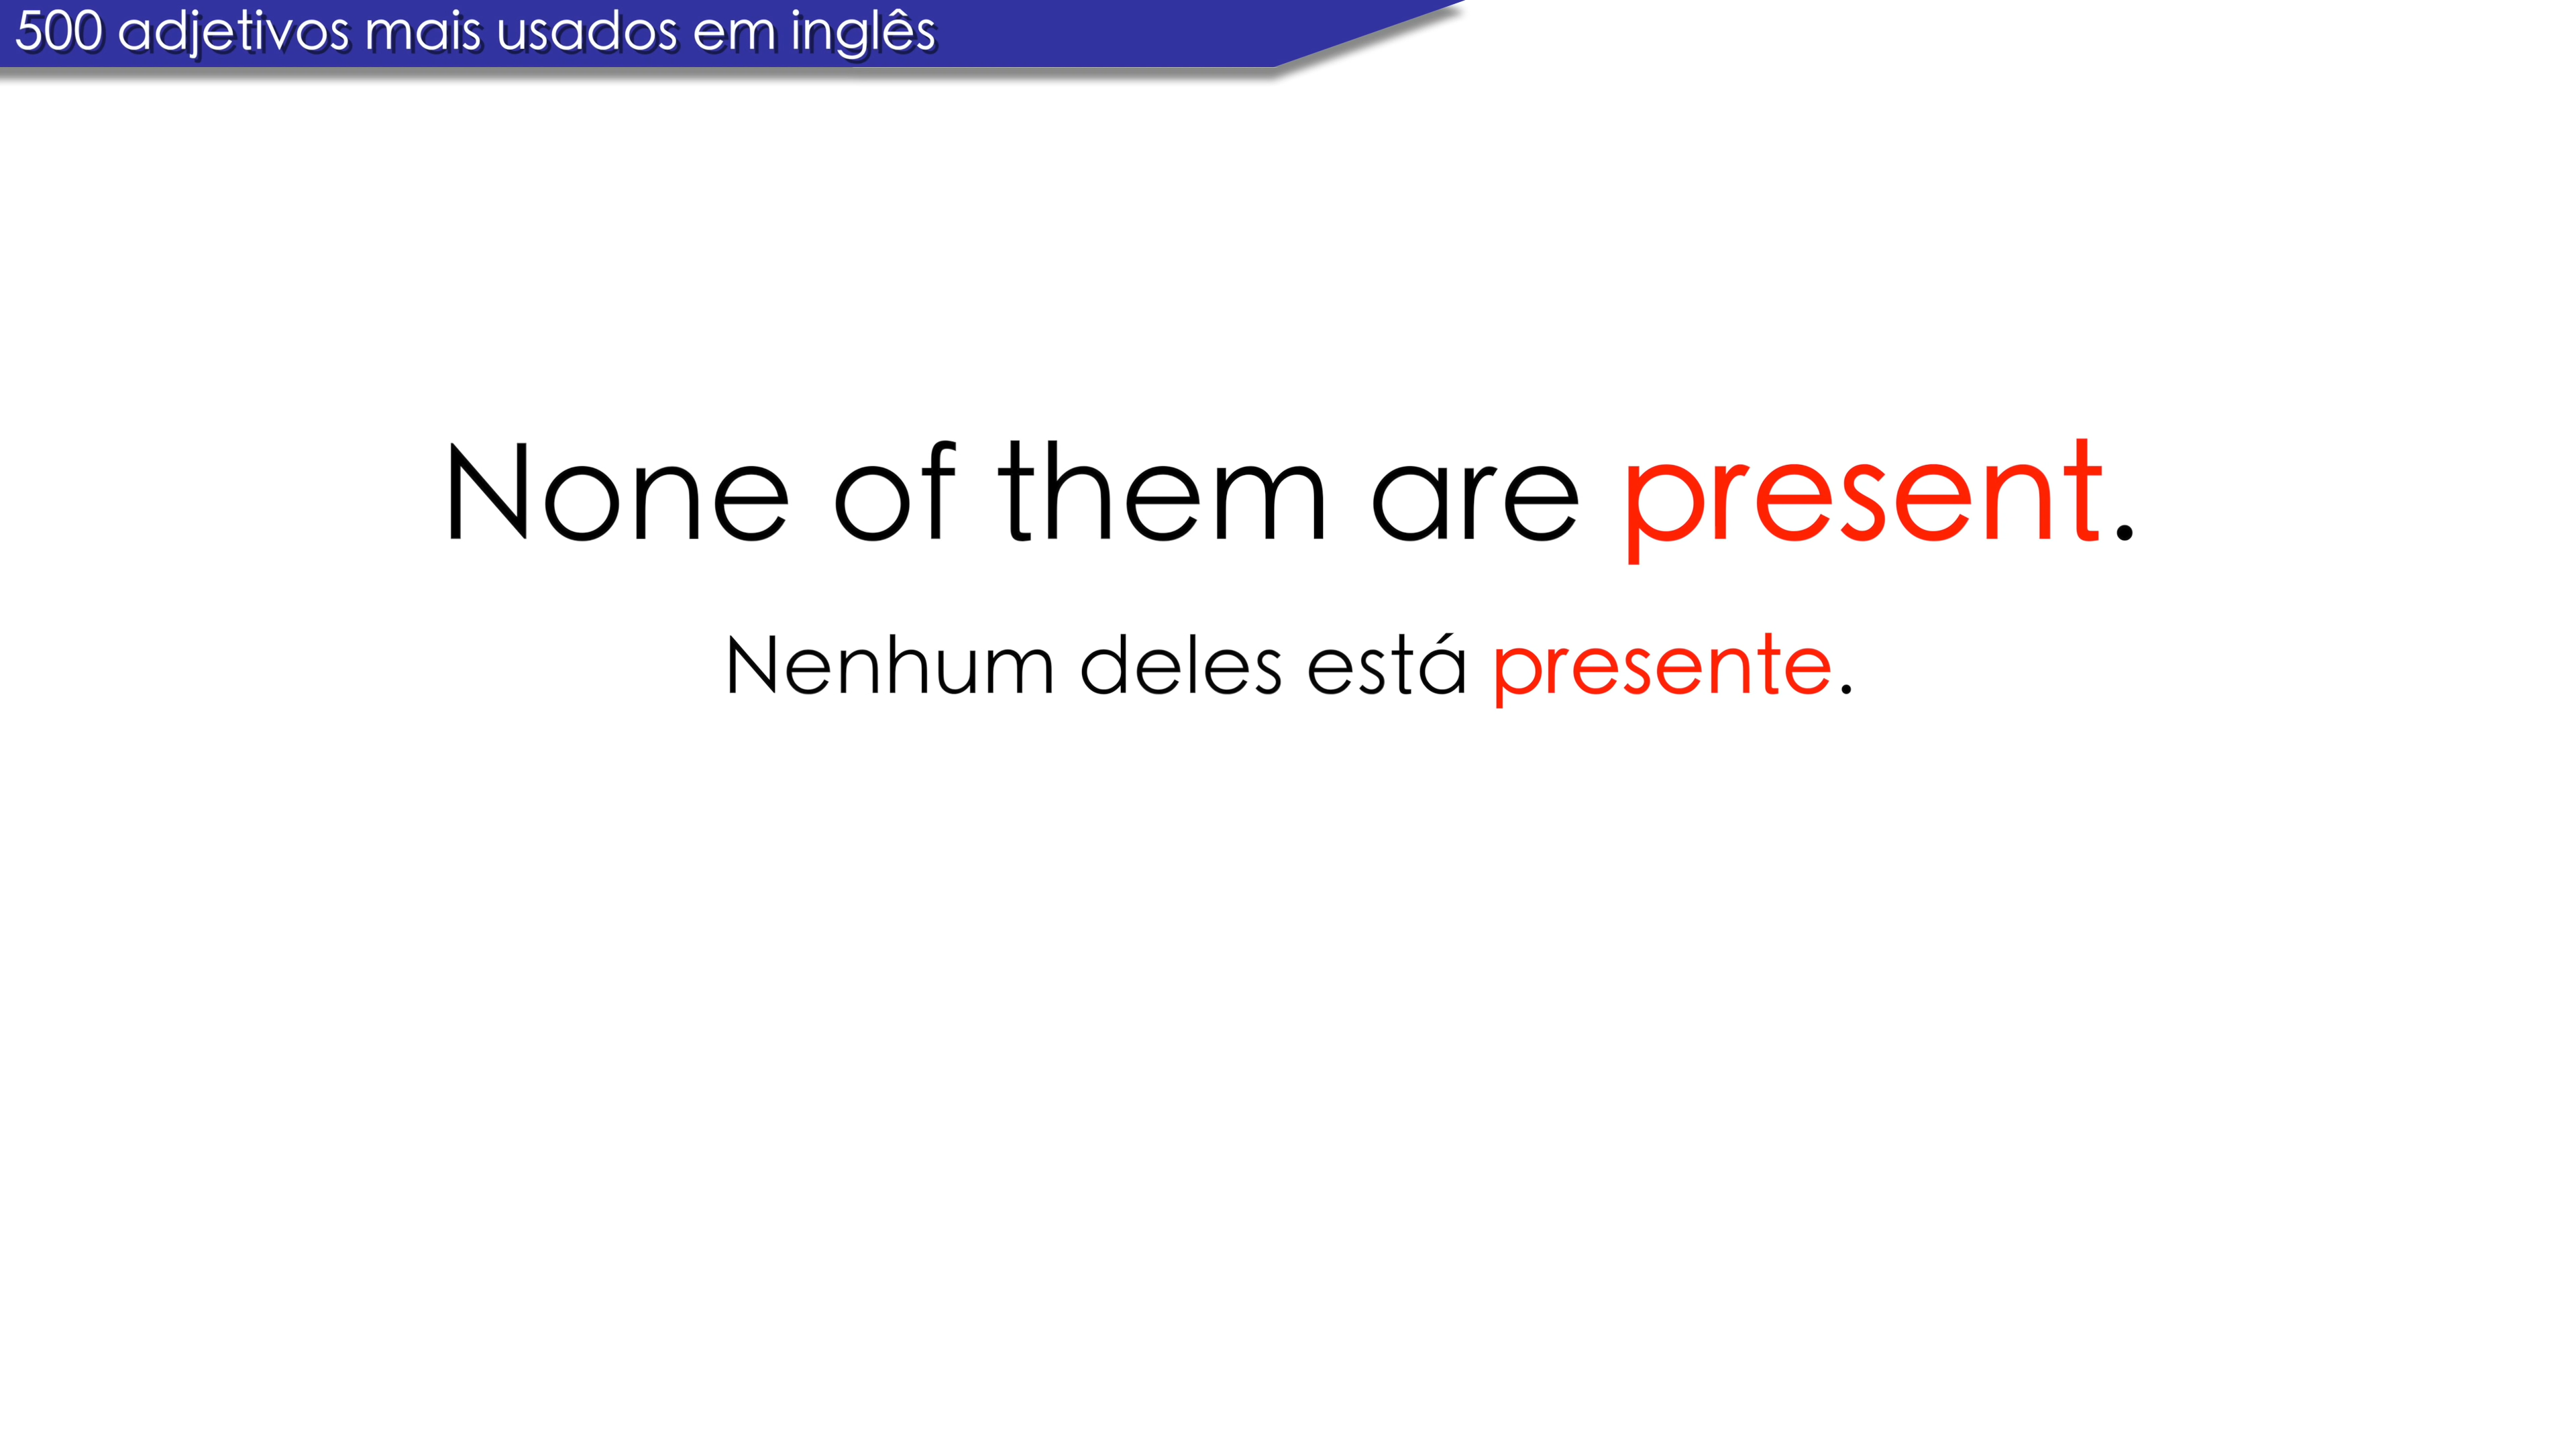 500 adjetivos mais usados em inglês
None of them are present.
Nenhum deles está presente.